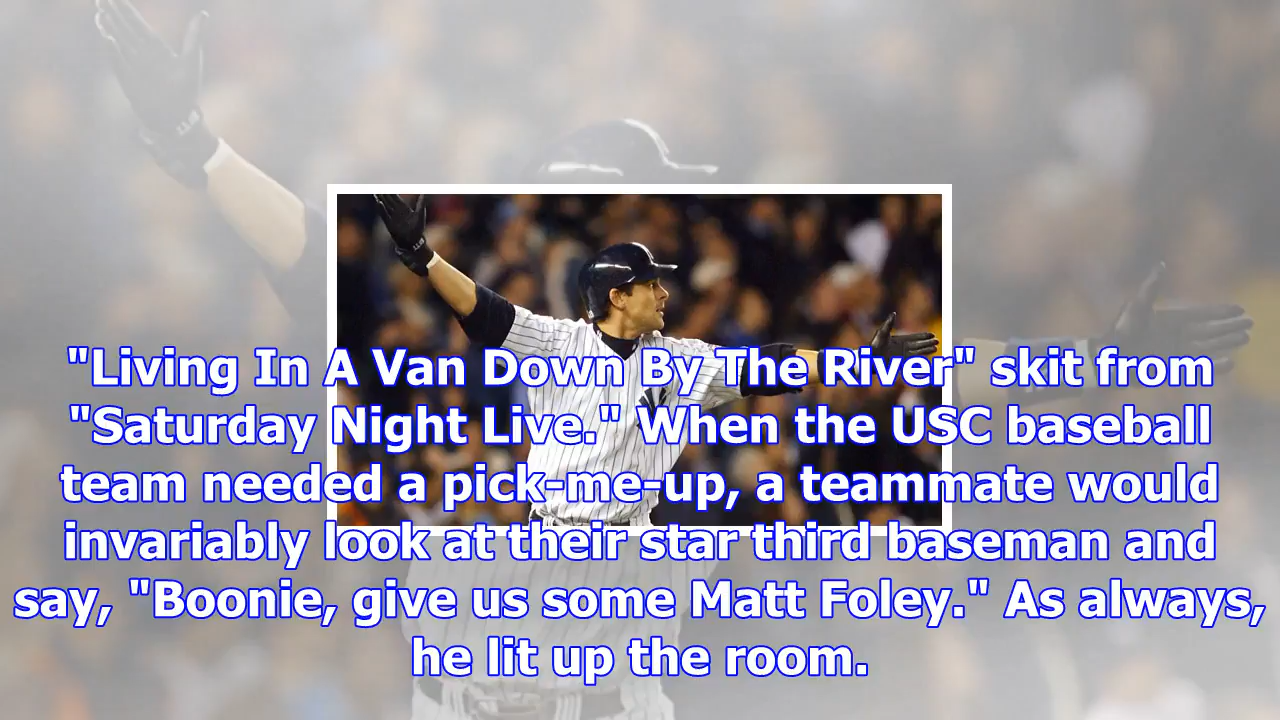 "Living In A Van Down By The River" skit from
"Saturday Night Live." When the USC baseball
team needed a pick-me-up, a teammate would
invariably look at their star third baseman and
say, "Boonie, give us some Matt Foley." As always,
he lit up the room.